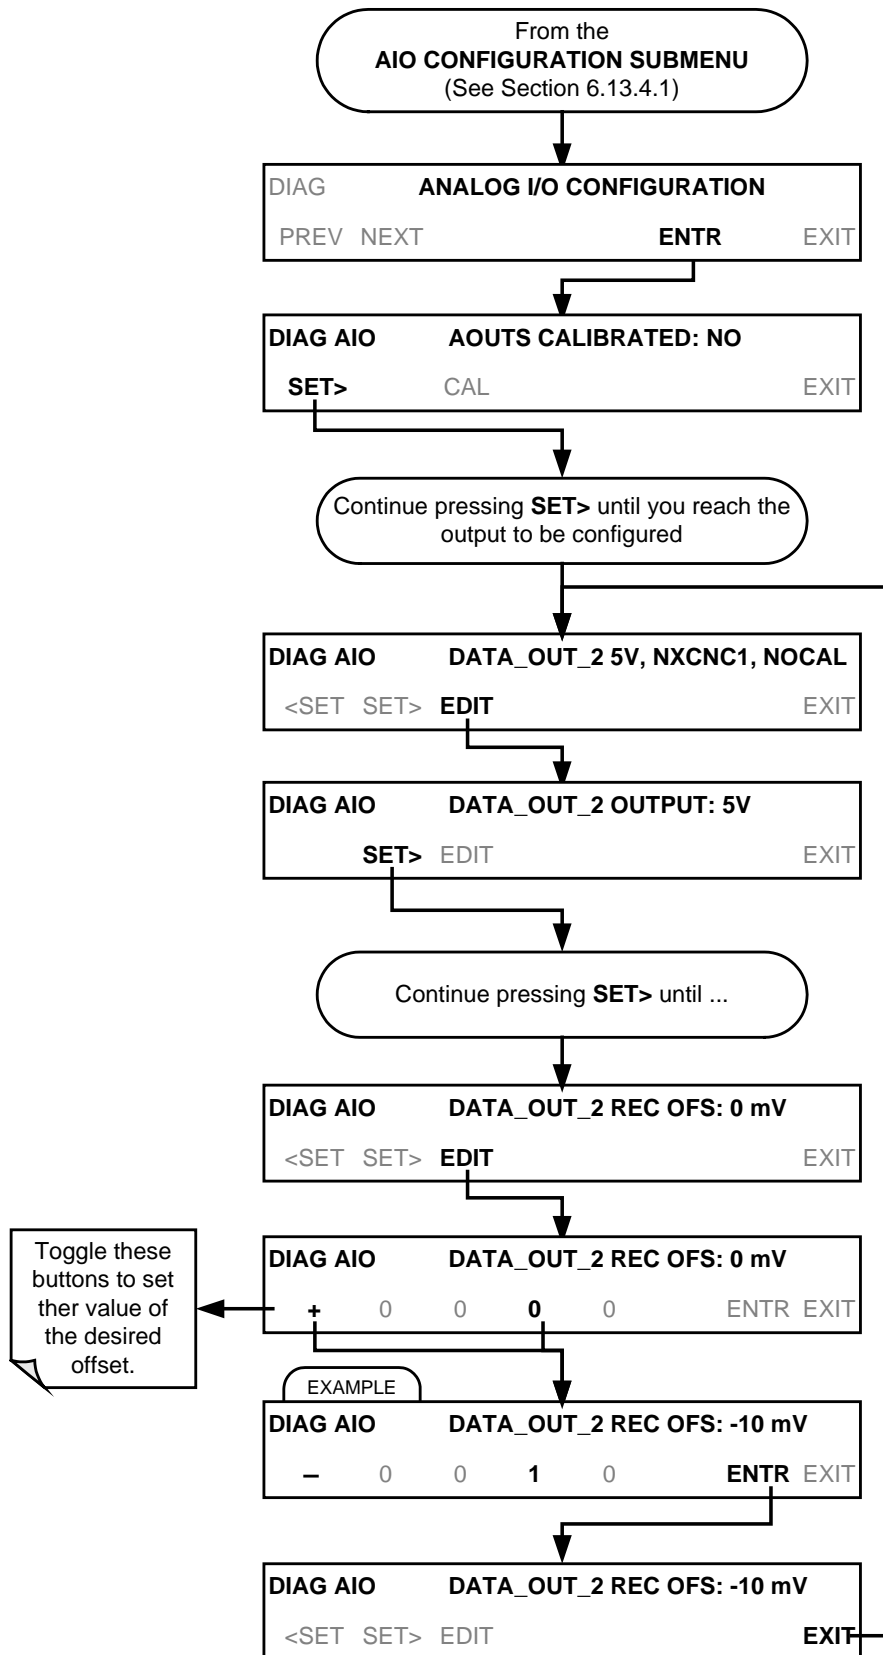 From the
AIO CONFIGURATION SUBMENU
(See Section 6.13.4.1)
DIAG ANALOG I/O CONFIGURATION
PREV NEXT ENTR EXIT
DIAG AIO AOUTS CALIBRATED: NO
SET> CAL EXIT
Continue pressing SET> until you reach the
output to be configured
DIAG AIO DATA_OUT_2 5V, NXCNC1, NOCAL
<SET SET> EDIT EXIT
DIAG AIO DATA_OUT_2 OUTPUT: 5V
SET> EDIT EXIT
Continue pressing SET> until ...
DIAG AIO DATA_OUT_2 REC OFS: 0 mV
<SET SET> EDIT EXIT
Toggle these
buttons to set
ther value of
the desired
offset.
DIAG AIO DATA_OUT_2 REC OFS: 0 mV
+ 0 0 0 0 ENTR EXIT
EXAMPLE
DIAG AIO DATA_OUT_2 REC OFS: -10 mV
– 0 0 1 0 ENTR EXIT
DIAG AIO DATA_OUT_2 REC OFS: -10 mV
<SET SET> EDIT EXIT